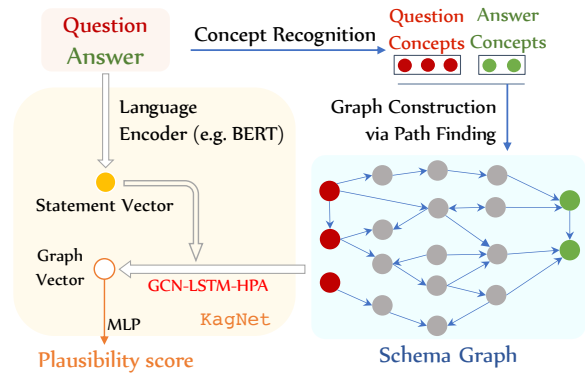 Question
Answer
Concept Recognition
Question
Concepts
Answer
Concepts
Language
Encoder (e.g. BERT)
Graph Construction
via Path Finding
Statement Vector
Graph
Vector
GCN-LSTM-HPA
MLP
KagNet
Plausibility score
Schema Graph